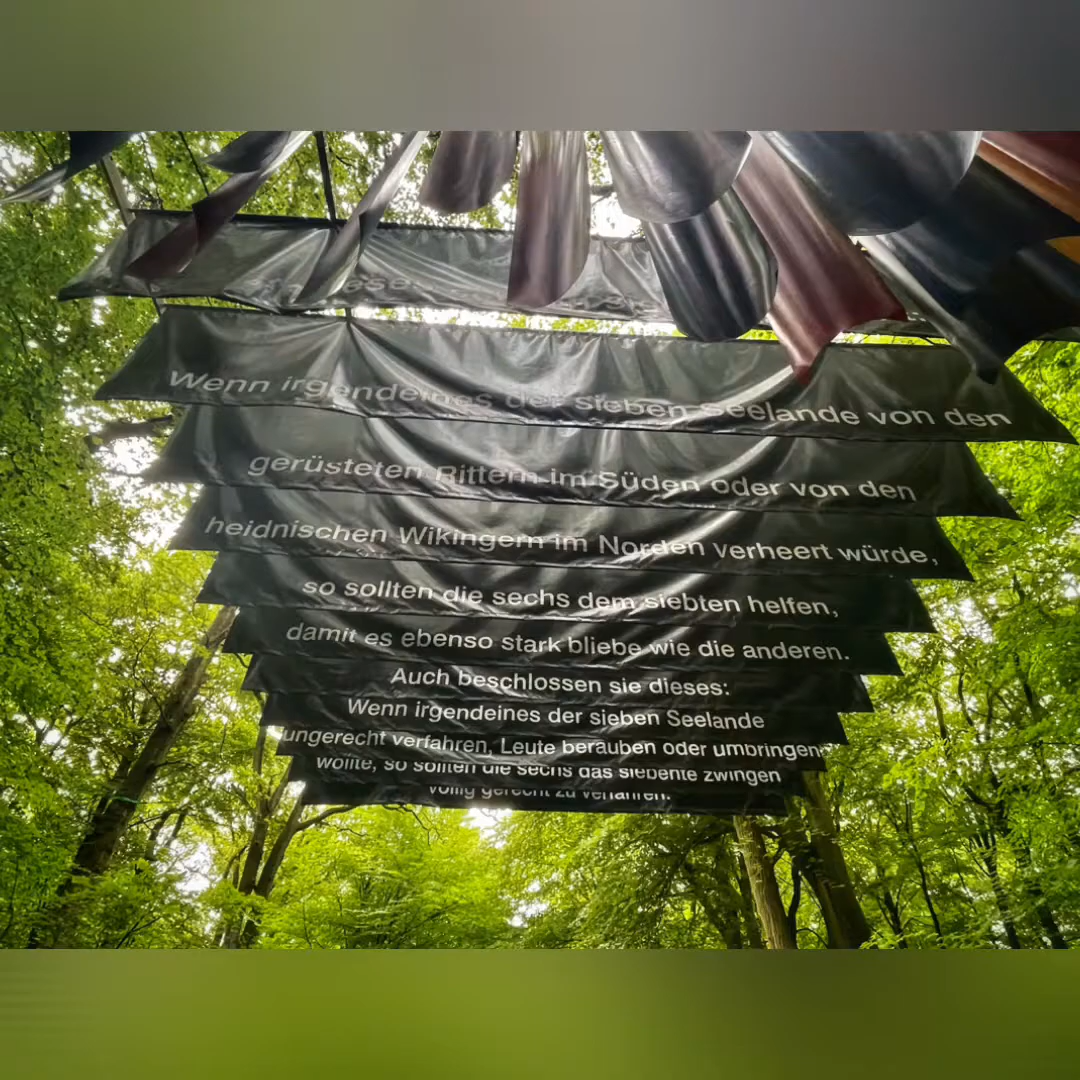 Wenn irgendeines der sieben Seelande von den
gerüsteten Rittern im Süden oder von den
heidnischen Wikingern im Norden verheert würde,
so sollten die sechs dem siebten helfen,
damit es ebenso stark bliebe wie die anderen.
Auch beschlossen sie dieses:
Wenn irgendeines der sieben Seelande
ungerecht verfahren, Leute berauben oder umbringen
wollte, so sollten die sechs das siebente zwingen
völlig gerecht zu verfahren.